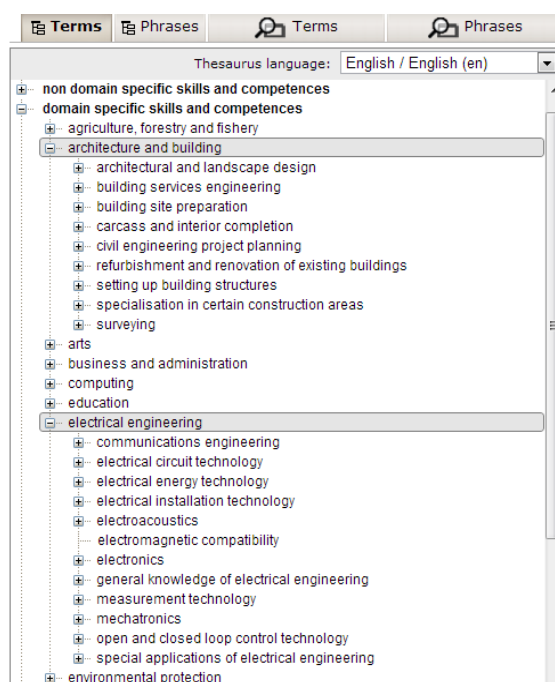 Terms Phrases Terms Phrases
Thesaurus language: English / English (en)
non domain specific skills and competences
domain specific skills and competences
agriculture, forestry and fishery
architecture and building
architectural and landscape design
building services engineering
building site preparation
carcass and interior completion
civil engineering project planning
refurbishment and renovation of existing buildings
setting up building structures
specialisation in certain construction areas
surveying
arts
business and administration
computing
education
electrical engineering
communications engineering
electrical circuit technology
electrical energy technology
electrical installation technology
electroacoustics
electromagnetic compatibility
electronics
general knowledge of electrical engineering
measurement technology
mechatronics
open and closed loop control technology
special applications of electrical engineering
environmental protection